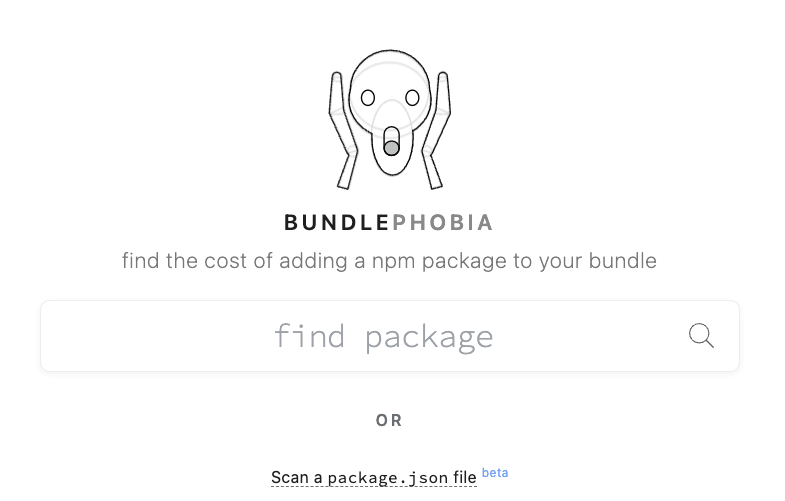 BUNDLEPHOBIA
find the cost of adding a npm package to your bundle
find package
OR
Scan a package.json file beta